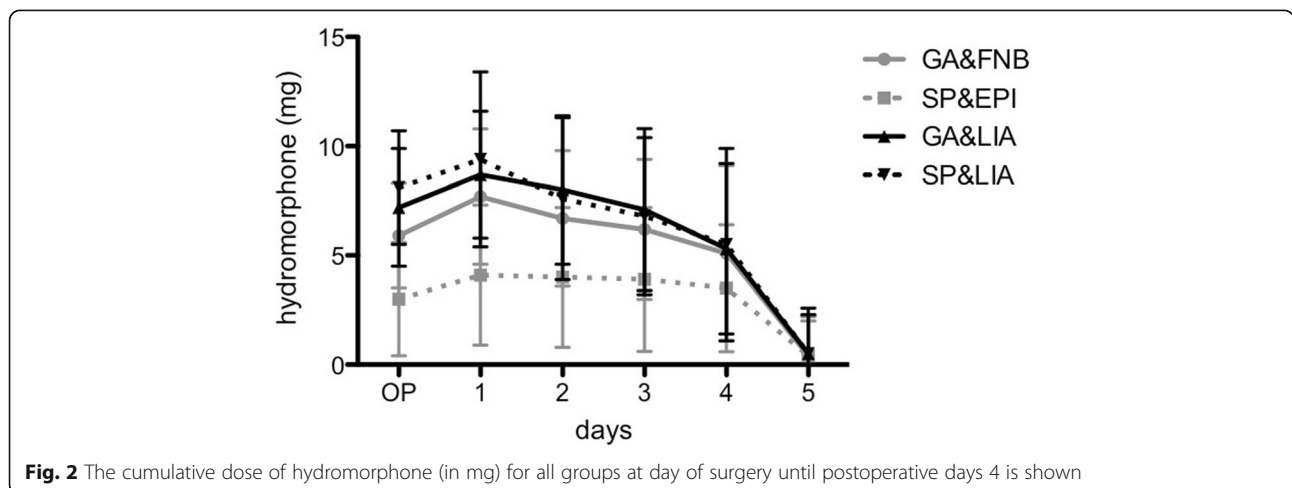 15
10
5
0
hydromorphone (mg)
OP 1 2 3 4 5
days
GA&FNB
SP&EPI
GA&LIA
SP&LIA
Fig. 2 The cumulative dose of hydromorphone (in mg) for all groups at day of surgery until postoperative days 4 is shown